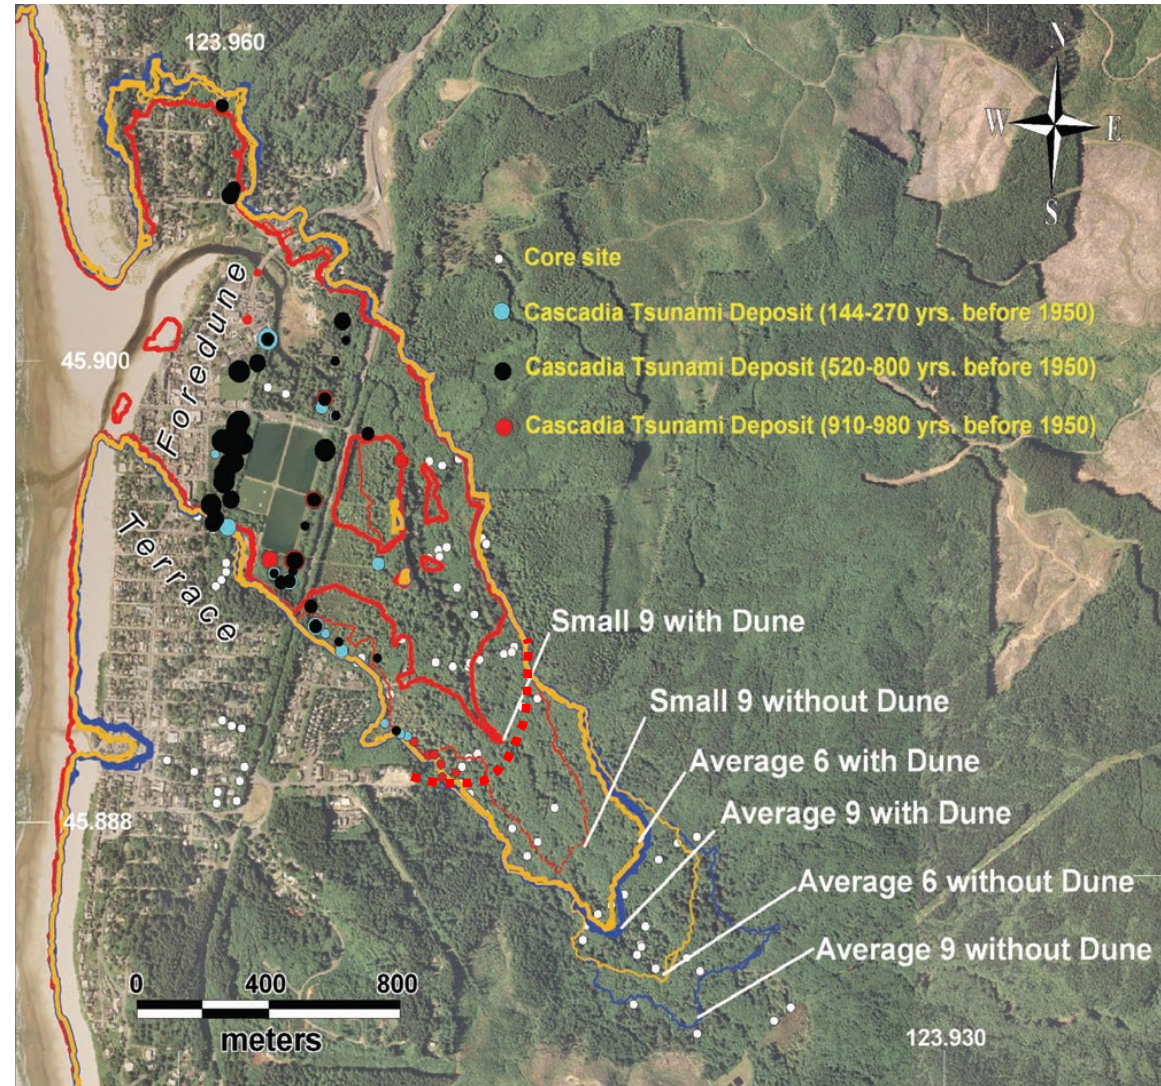 123.960
N
W
E
S
Core site
Cascadia Tsunami Deposit (144-270 yrs. before 1950)
Cascadia Tsunami Deposit (520-800 yrs. before 1950)
Cascadia Tsunami Deposit (910-980 yrs. before 1950)
45.900
Foredune
Terrace
Small 9 with Dune
Small 9 without Dune
Average 6 with Dune
Average 9 with Dune
45.888
Average 6 without Dune
Average 9 without Dune
0 400 800
meters
123.930